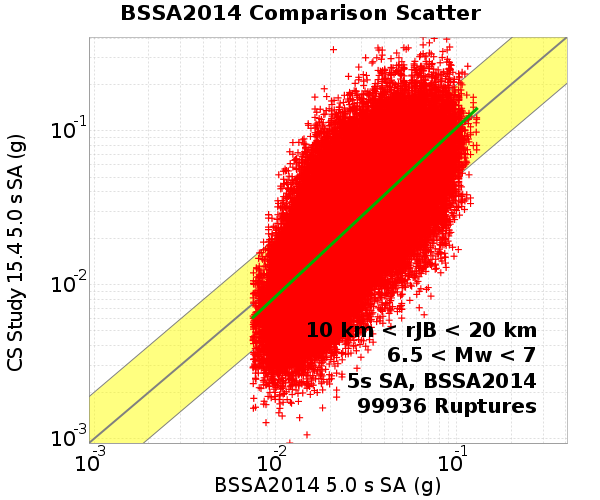 BSSA2014 Comparison Scatter
CS Study 15.4 5.0 s SA (g)
10⁻¹
10⁻²
10⁻³
10 km < rJB < 20 km
6.5 < Mw < 7
5s SA, BSSA2014
99936 Ruptures
10⁻³ 10⁻² 10⁻¹
BSSA2014 5.0 s SA (g)